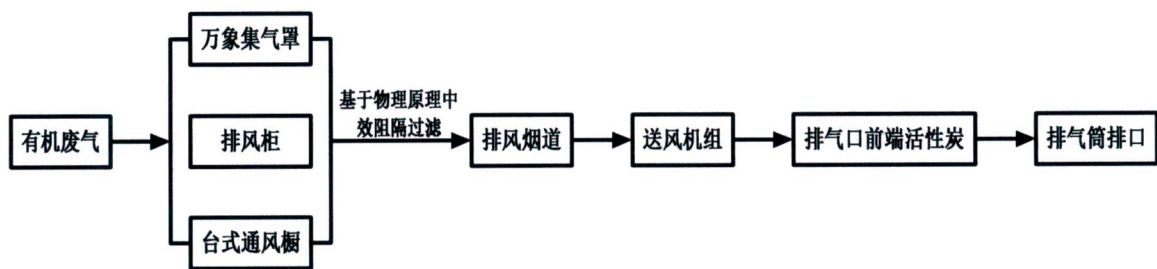 万象集气罩
基于物理原理中
效阻隔过滤
有机废气
排风柜
排风烟道
送风机组
排气口前端活性炭
排气筒排口
台式通风橱